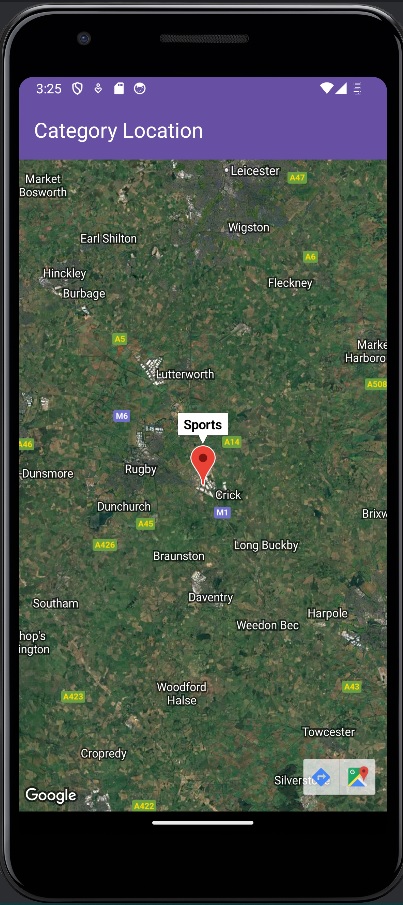 3:25
Category Location
Leicester
A47
Market
Bosworth
Wigston
Earl Shilton
A6
Hinckley
Fleckney
Burbage
A5
Marke
Harboro
Lutterworth
A508
M6
Sports
A14
A46
Rugby
-Dunsmore
Crick
Dunchurch
M1
Brixw
A45
A426
Long Buckby
Braunston
Daventry
Southam
Harpole
Weedon Bec
hop's
ington
Woodford
Halse
A43
A423
Towcester
Cropredy
Silverst
Google
A422